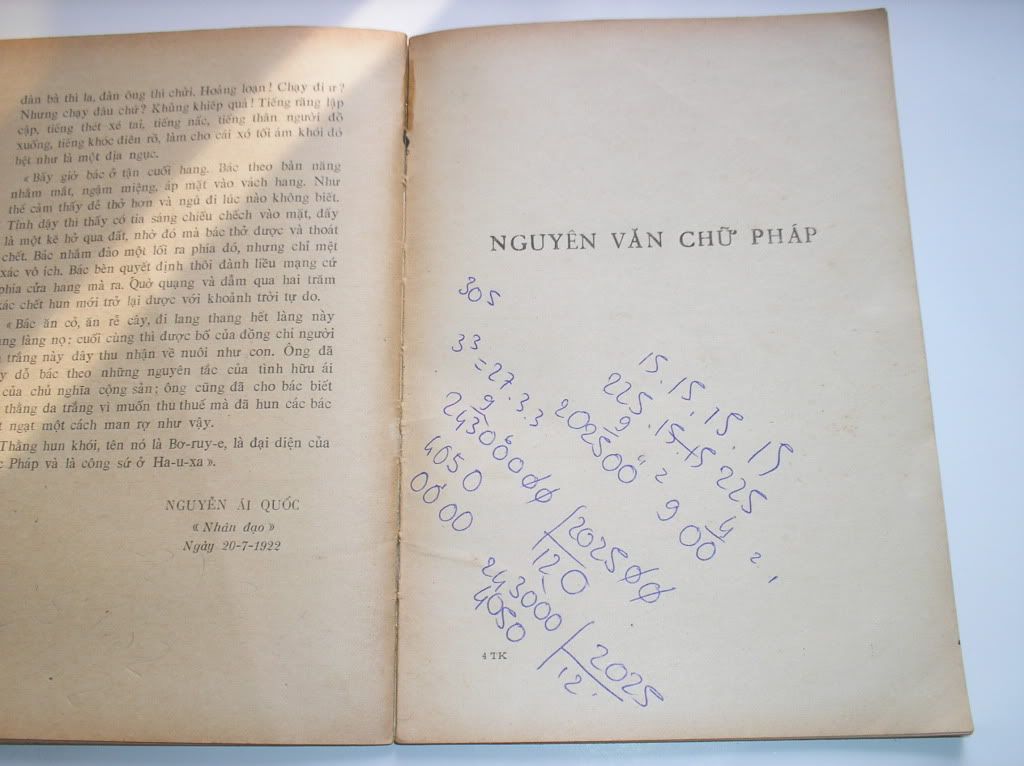 đàn bà thì la, đàn ông thì chửi. Hoảng loạn! Chạy đi ư?
Nhưng chạy đâu chứ? Khủng khiếp quá! Tiếng răng lập
cập, tiếng thét xé tai, tiếng nấc, tiếng thân người đổ
xuống, tiếng khóc điên rồ, làm cho cái xó tối ám khói đó
hệt như là một địa ngục.
« Bấy giờ bác ở tận cuối hang. Bác theo bản năng
nhắm mắt, ngậm miệng, áp mặt vào vách hang. Như
thế cảm thấy dễ thở hơn và ngủ đi lúc nào không biết.
Tỉnh dậy thì thấy có tia sáng chiếu chếch vào mặt, đấy
là một kẽ hở qua đất, nhờ đó mà bác thở được và thoát
chết. Bác nhằm đào một lối ra phía đó, nhưng chỉ mệt
xác vô ích. Bác bèn quyết định thôi đành liều mạng cứ
phía cửa hang mà ra. Quờ quạng và dẫm qua hai trăm
xác chết hun mới trở lại được với khoảnh trời tự do.
« Bác ăn cỏ, ăn rễ cây, đi lang thang hết làng này
làng nọ; cuối cùng thì được bố của đồng chí người
trắng này đây thu nhận về nuôi như con. Ông đã
dỗ bác theo những nguyên tắc của tình hữu ái
của chủ nghĩa cộng sản; ông cũng đã cho bác biết
thằng da trắng vì muốn thu thuế mà đã hun các bác
ngạt một cách man rợ như vậy.
Thằng hun khói, tên nó là Bơ-ruy-e, là đại diện của
Pháp và là công sứ ở Ha-u-xa ».
NGUYỄN ÁI QUỐC
« Nhân đạo »
Ngày 20-7-1922
NGUYÊN VĂN CHỮ PHÁP
305
33
= 27.3.3
9
15.15.15.15
225.15.15 225
202500
900
24300000 202500
4050 120
0000
243000 2025
4050 12
4 TK